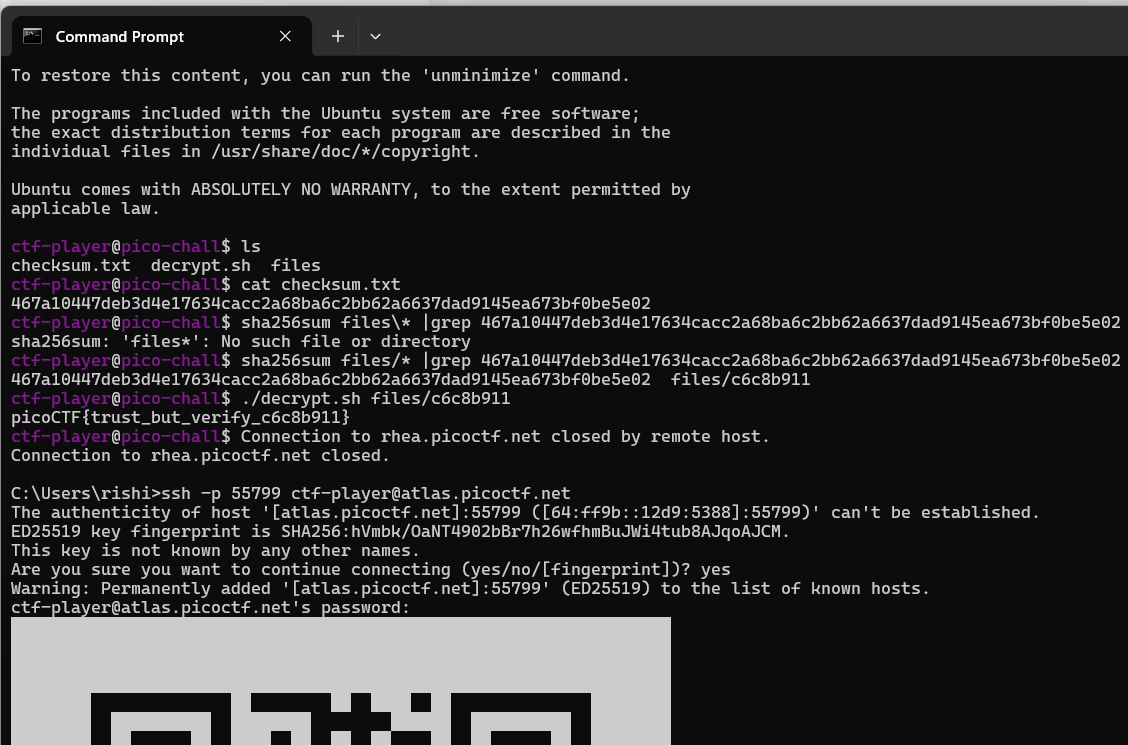 Command Prompt
To restore this content, you can run the 'unminimize' command.
The programs included with the Ubuntu system are free software;
the exact distribution terms for each program are described in the
individual files in /usr/share/doc/*/copyright.
Ubuntu comes with ABSOLUTELY NO WARRANTY, to the extent permitted by
applicable law.
ctf-player@pico-chall$ ls
checksum.txt  decrypt.sh  files
ctf-player@pico-chall$ cat checksum.txt
467a10447deb3d4e17634cacc2a68ba6c2bb62a6637dad9145ea673bf0be5e02
ctf-player@pico-chall$ sha256sum files\* |grep 467a10447deb3d4e17634cacc2a68ba6c2bb62a6637dad9145ea673bf0be5e02
sha256sum: 'files*': No such file or directory
ctf-player@pico-chall$ sha256sum files/* |grep 467a10447deb3d4e17634cacc2a68ba6c2bb62a6637dad9145ea673bf0be5e02
467a10447deb3d4e17634cacc2a68ba6c2bb62a6637dad9145ea673bf0be5e02  files/c6c8b911
ctf-player@pico-chall$ ./decrypt.sh files/c6c8b911
picoCTF{trust_but_verify_c6c8b911}
ctf-player@pico-chall$ Connection to rhea.picoctf.net closed by remote host.
Connection to rhea.picoctf.net closed.
C:\Users\rishi>ssh -p 55799 ctf-player@atlas.picoctf.net
The authenticity of host '[atlas.picoctf.net]:55799 ([64:ff9b::12d9:5388]:55799)' can't be established.
ED25519 key fingerprint is SHA256:hVmbk/OaNT4902bBr7h26wfhmBuJWi4tub8AJqoAJCM.
This key is not known by any other names.
Are you sure you want to continue connecting (yes/no/[fingerprint])? yes
Warning: Permanently added '[atlas.picoctf.net]:55799' (ED25519) to the list of known hosts.
ctf-player@atlas.picoctf.net's password: